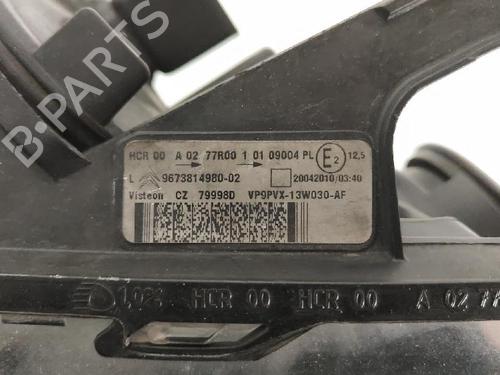 B-PARTS
HCR 00 A 02 77R00 1 01 09004 PL E2 12,5
L 9673814980-02 20042010/03:40
Visteon CZ 79998D VP9PVX-13W030-AF
HCR 00 HCR 00 A 02 77